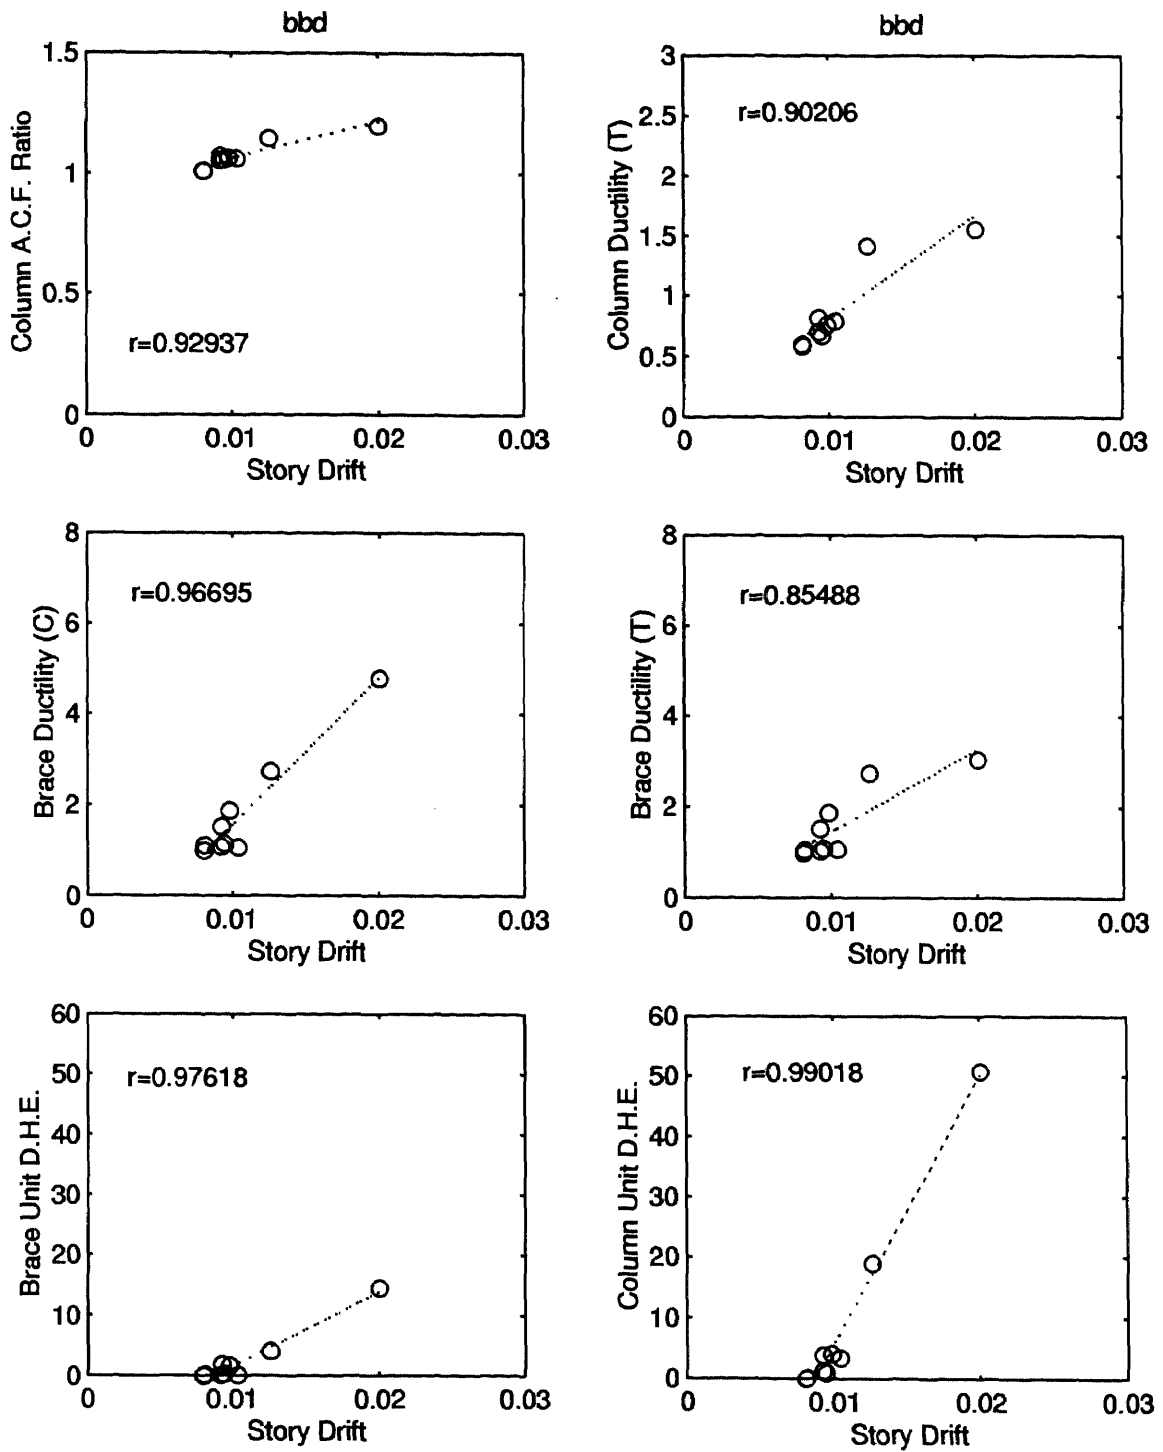 bbd
1.5
1
0.5
0
Column A.C.F. Ratio
r=0.92937
0 0.01 0.02 0.03
Story Drift
bbd
3
2.5
2
1.5
1
0.5
0
Column Ductility (T)
r=0.90206
0 0.01 0.02 0.03
Story Drift
8
6
4
2
0
Brace Ductility (C)
r=0.96695
0 0.01 0.02 0.03
Story Drift
8
6
4
2
0
Brace Ductility (T)
r=0.85488
0 0.01 0.02 0.03
Story Drift
60
50
40
30
20
10
0
Brace Unit D.H.E.
r=0.97618
0 0.01 0.02 0.03
Story Drift
60
50
40
30
20
10
0
Column Unit D.H.E.
r=0.99018
0 0.01 0.02 0.03
Story Drift